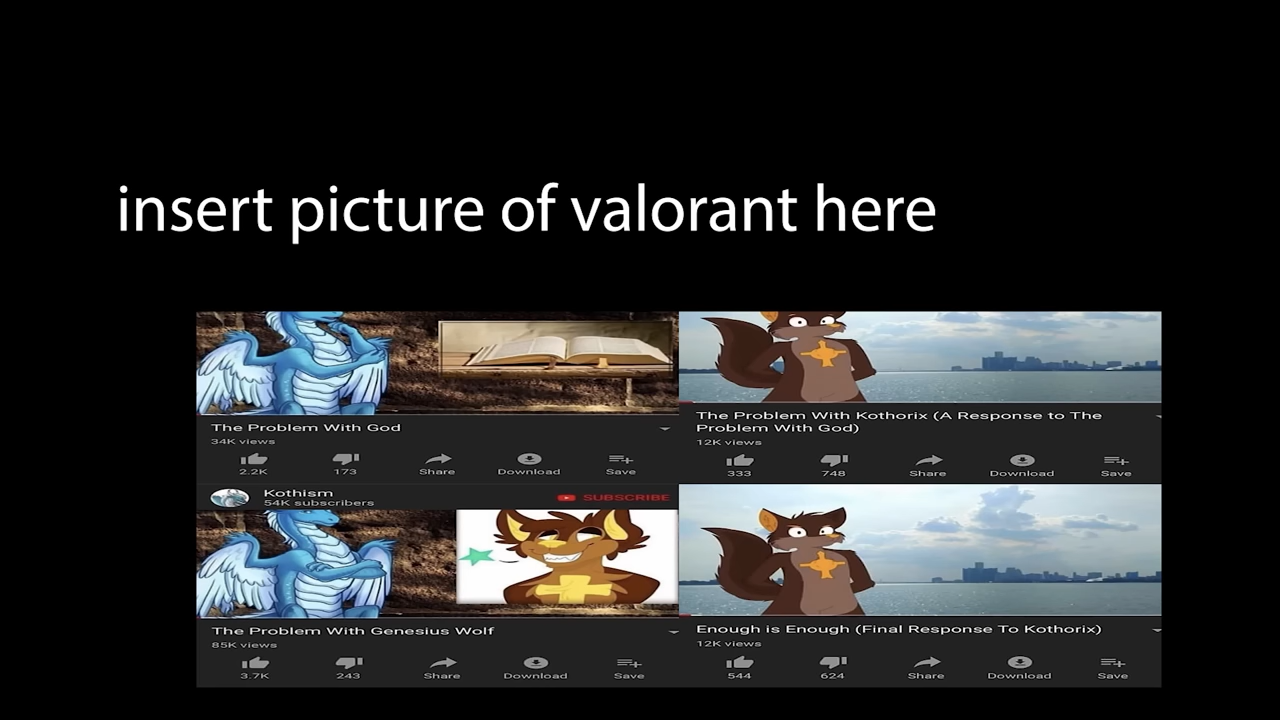 insert picture of valorant here
The Problem With God
34K views
2.2K 173 Share Download Save
The Problem With Kothorix (A Response to The
Problem With God)
12K views
333 748 Share Download Save
Kothism
54K subscribers
SUBSCRIBE
The Problem With Genesius Wolf
85K views
3.7K 243 Share Download Save
Enough is Enough (Final Response To Kothorix)
12K views
544 624 Share Download Save